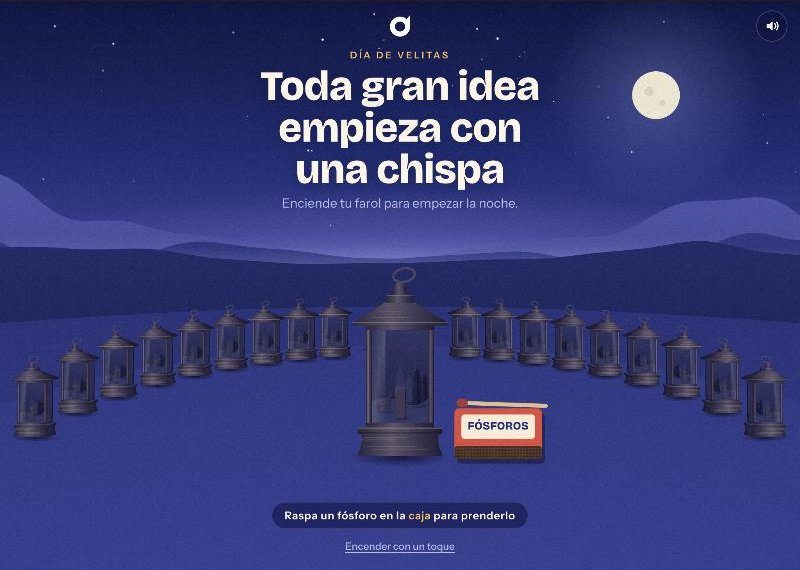 DÍA DE VELITAS
Toda gran idea
empieza con
una chispa
Enciende tu farol para empezar la noche.
FÓSFOROS
Raspa un fósforo en la caja para prenderlo
Encender con un toque